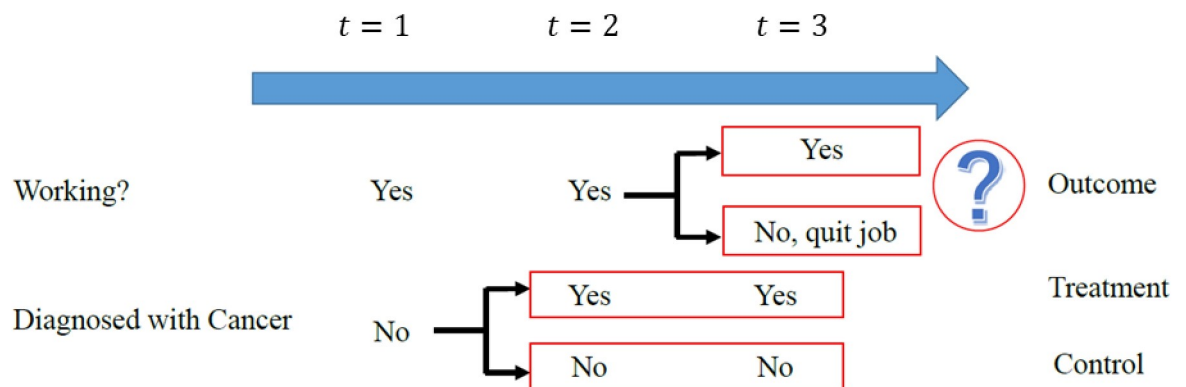 t = 1 t = 2 t = 3
Yes
Working? Yes Yes ? Outcome
No, quit job
Yes Yes Treatment
Diagnosed with Cancer No
No No Control